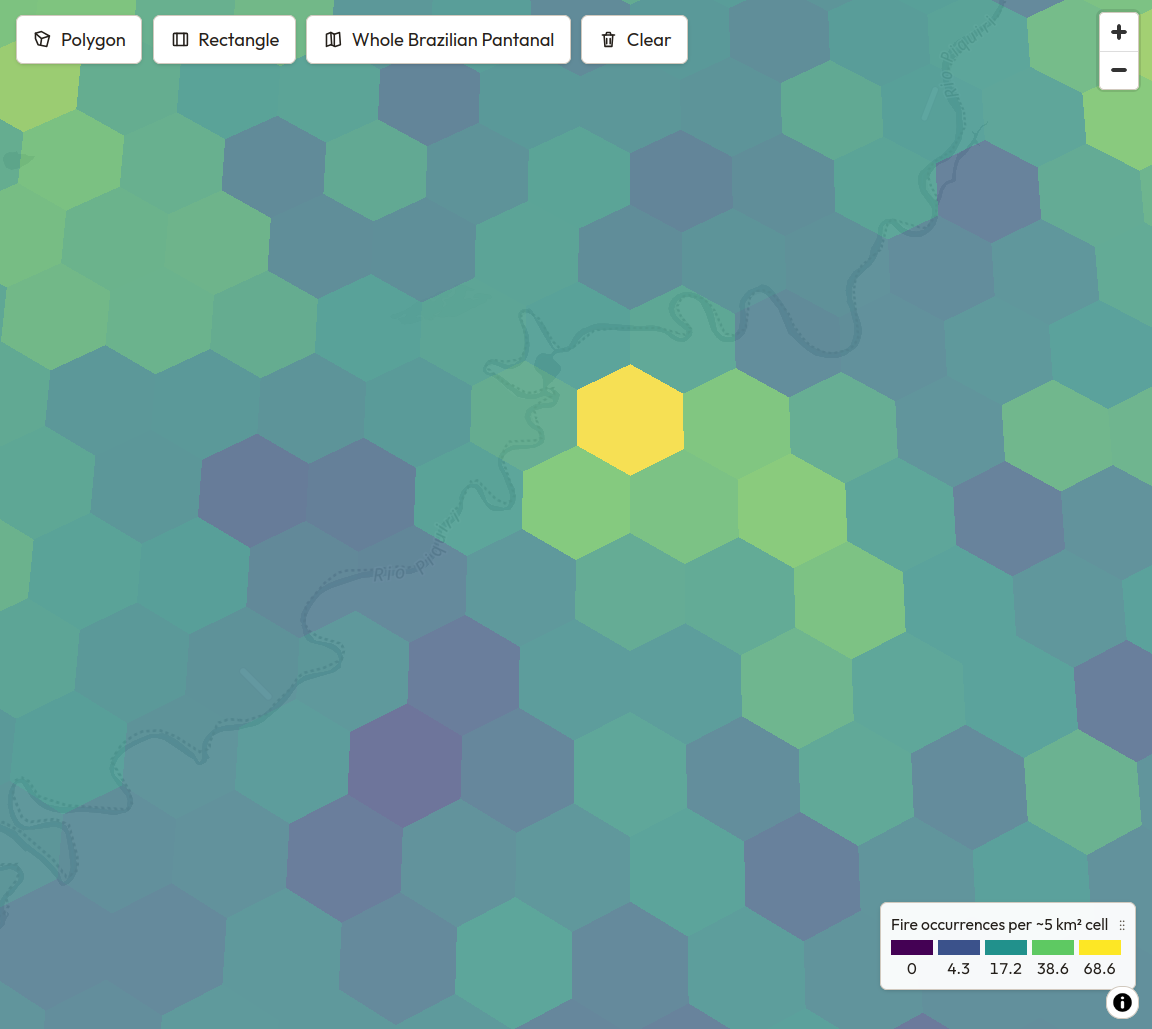 Polygon
Rectangle
Whole Brazilian Pantanal
Clear
+
−
Fire occurrences per ~5 km² cell
0 4.3 17.2 38.6 68.6